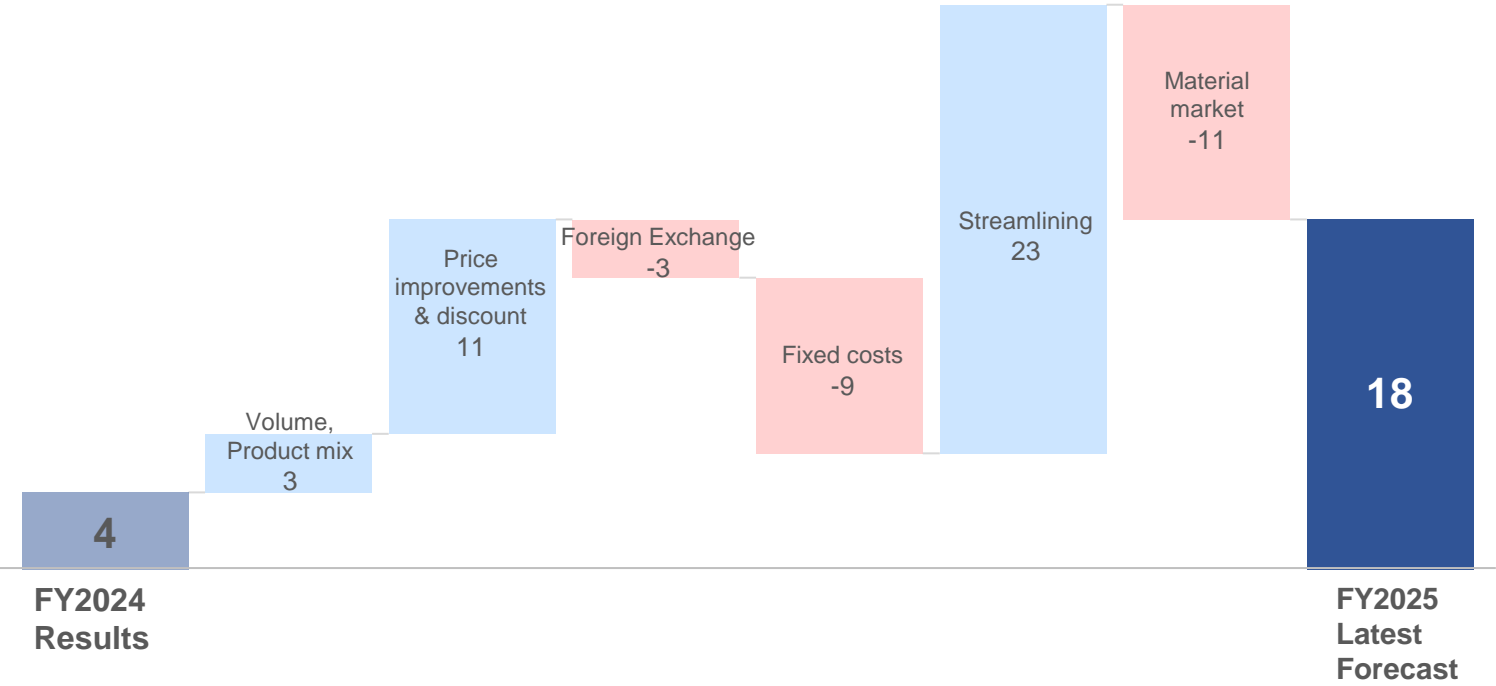 4
FY2024
Results
Volume,
Product mix
3
Price
improvements
& discount
11
Foreign Exchange
-3
Fixed costs
-9
Streamlining
23
Material
market
-11
18
FY2025
Latest
Forecast